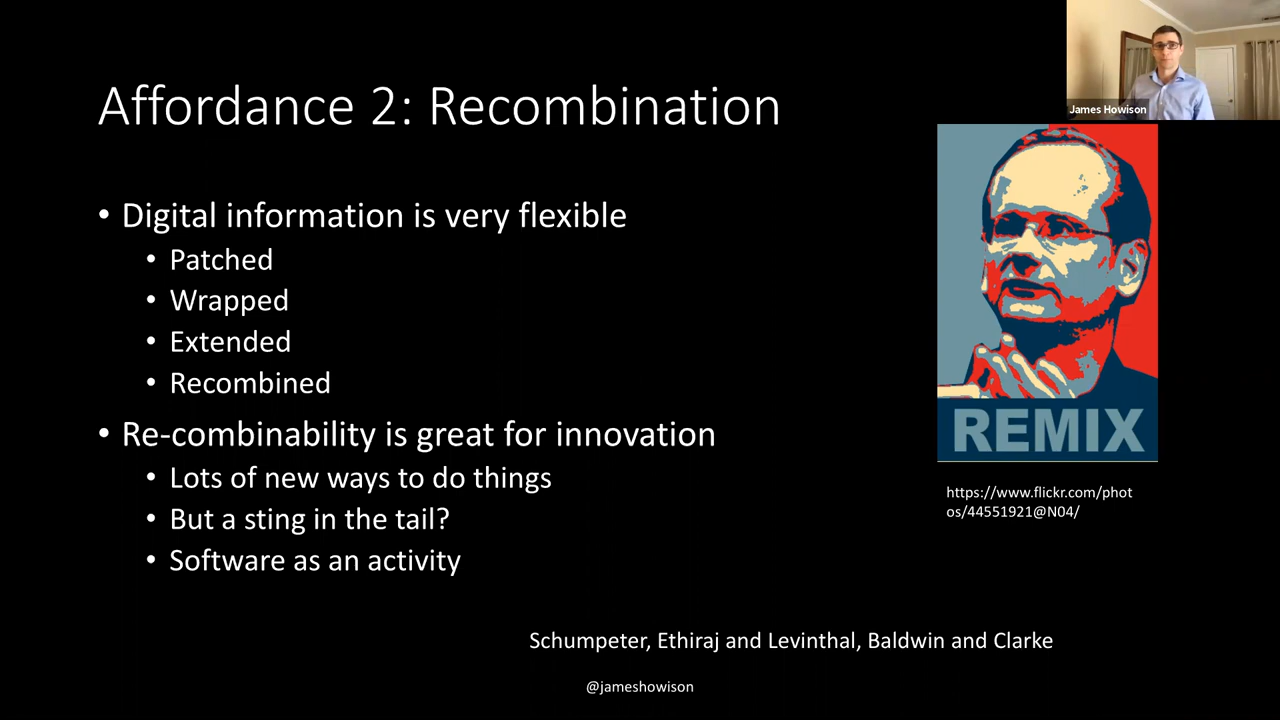 Affordance 2: Recombination
James Howison
• Digital information is very flexible
• Patched
• Wrapped
• Extended
• Recombined
• Re-combinability is great for innovation
• Lots of new ways to do things
• But a sting in the tail?
• Software as an activity
REMIX
https://www.flickr.com/phot
os/44551921@N04/
Schumpeter, Ethiraj and Levinthal, Baldwin and Clarke
@jameshowison